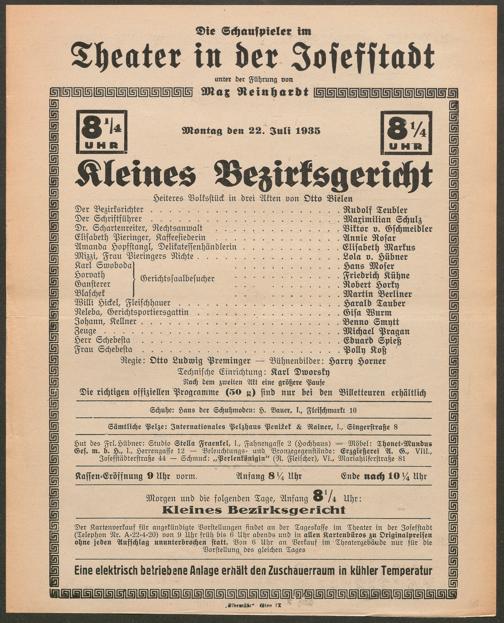 Die Schauspieler im
Theater in der Josefstadt
unter der Führung von
Max Reinhardt
8 1/4 UHR
Montag den 22. Juli 1935
8 1/4 UHR
Kleines Bezirksgericht
Heiteres Volksstück in drei Akten von Otto Bielen
Der Bezirksrichter . . . Rudolf Teubler
Der Schriftführer . . . Maximilian Schulz
Dr. Schartenreiter, Rechtsanwalt . . . Viktor v. Gschmeidler
Elisabeth Pieringer, Kaffeesiederin . . . Annie Rosar
Amanda Hopfstangl, Delikatessenhändlerin . . . Elisabeth Markus
Mizzi, Frau Pieringers Nichte . . . Lola v. Hübner
Karl Swoboda . . . Hans Moser
Horvath . . . Friedrich Kühne
Gansterer . . . Robert Horky
Blaschek . . . Martin Berliner
Gerichtssaalbesucher
Willi Hickel, Fleischhauer . . . Harald Tauber
Neleba, Gerichtsportiersgattin . . . Gisa Wurm
Johann, Kellner . . . Benno Smytt
Zeuge . . . Michael Pragan
Herr Schebesta . . . Eduard Spieß
Frau Schebesta . . . Polly Koß
Regie: Otto Ludwig Preminger — Bühnenbilder: Harry Horner
Technische Einrichtung: Karl Dworsky
Nach dem zweiten Akt eine größere Pause
Die richtigen offiziellen Programme (50 g) sind nur bei den Billetteuren erhältlich
Schuhe: Haus der Schuhmoden: H. Bauer, I., Fleischmarkt 10
Sämtliche Pelze: Internationales Pelzhaus Penižek & Rainer, I., Singerstraße 8
Hut des Frl. Hübner: Studio Stella Fraenkel, I., Fahnengasse 2 (Hochhaus) — Möbel: Thonet-Mundus
Ges. m. b. H., I., Herrengasse 12 — Beleuchtungs- und Bronzegegenstände: Erzgießerei A. G., VIII.,
Josefstädterstraße 44 — Schmuck: „Perlenkönigin" (R. Fleischer), VI., Mariahilferstraße 81
Kassen-Eröffnung 9 Uhr vorm. Anfang 8 1/4 Uhr Ende nach 10 1/4 Uhr
Morgen und die folgenden Tage, Anfang 8 1/4 Uhr:
Kleines Bezirksgericht
Der Kartenverkauf für angekündigte Vorstellungen findet an der Tageskasse im Theater in der Josefstadt
(Telephon Nr. A-22-4-20) von 9 Uhr früh bis 6 Uhr abends und in allen Kartenbüros zu Originalpreisen
ohne jeden Aufschlag ununterbrochen statt. Von 6 Uhr an Verkauf im Theatergebäude nur für die
Vorstellung des gleichen Tages
Eine elektrisch betriebene Anlage erhält den Zuschauerraum in kühler Temperatur